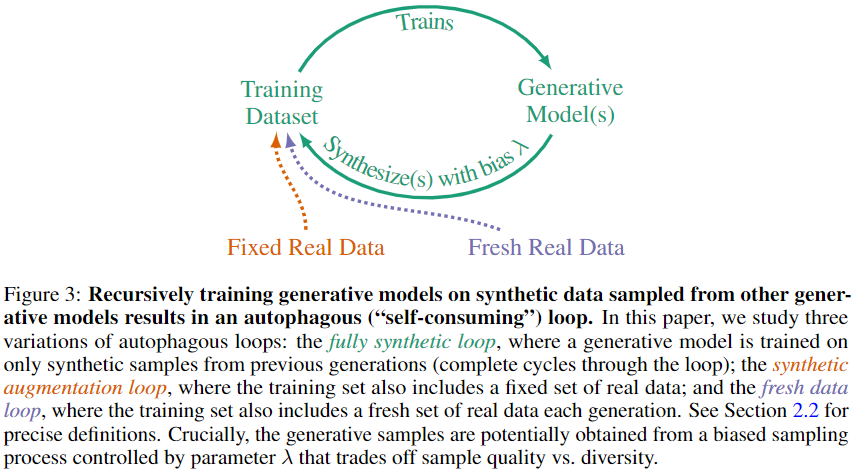 Trains
Training
Dataset
Generative
Model(s)
Synthesize(s) with bias λ
Fixed Real Data
Fresh Real Data
Figure 3: Recursively training generative models on synthetic data sampled from other gener-
ative models results in an autophagous (“self-consuming”) loop. In this paper, we study three
variations of autophagous loops: the fully synthetic loop, where a generative model is trained on
only synthetic samples from previous generations (complete cycles through the loop); the synthetic
augmentation loop, where the training set also includes a fixed set of real data; and the fresh data
loop, where the training set also includes a fresh set of real data each generation. See Section 2.2 for
precise definitions. Crucially, the generative samples are potentially obtained from a biased sampling
process controlled by parameter λ that trades off sample quality vs. diversity.